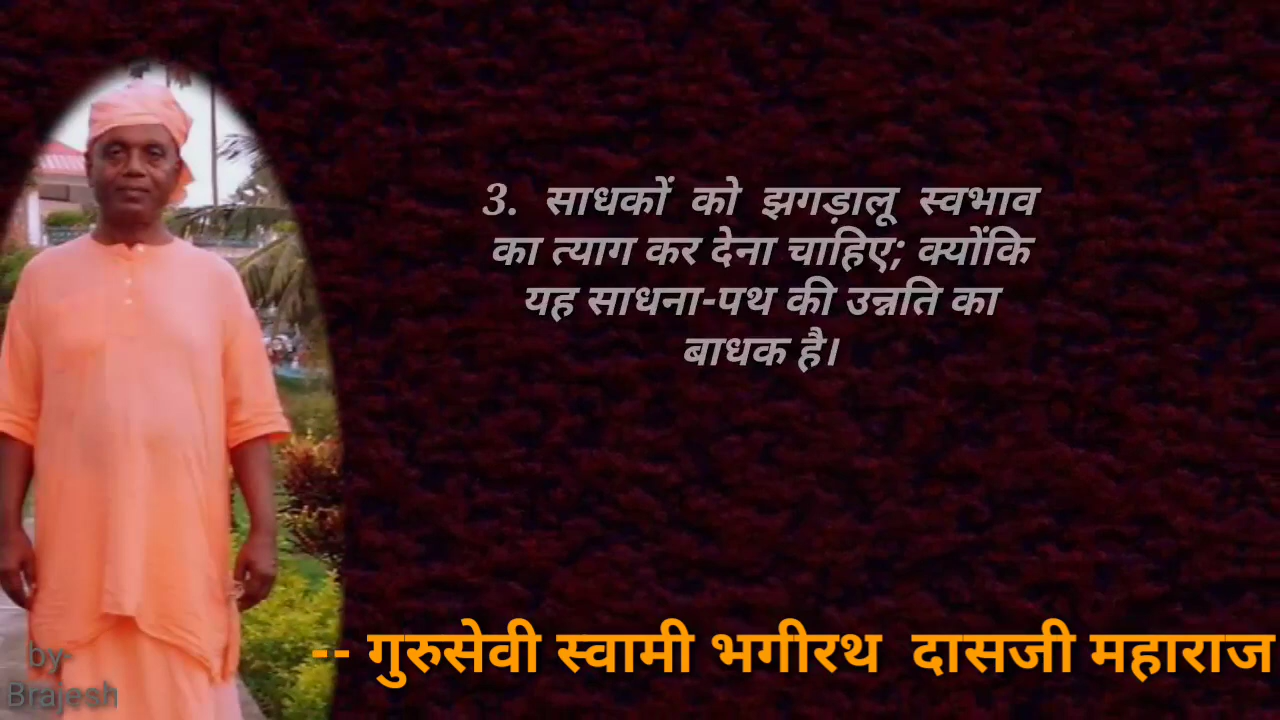 3. साधकों को झगड़ालू स्वभाव
का त्याग कर देना चाहिए; क्योंकि
यह साधना-पथ की उन्नति का
बाधक है।
-- गुरुसेवी स्वामी भगीरथ दासजी महाराज
by-
Brajesh